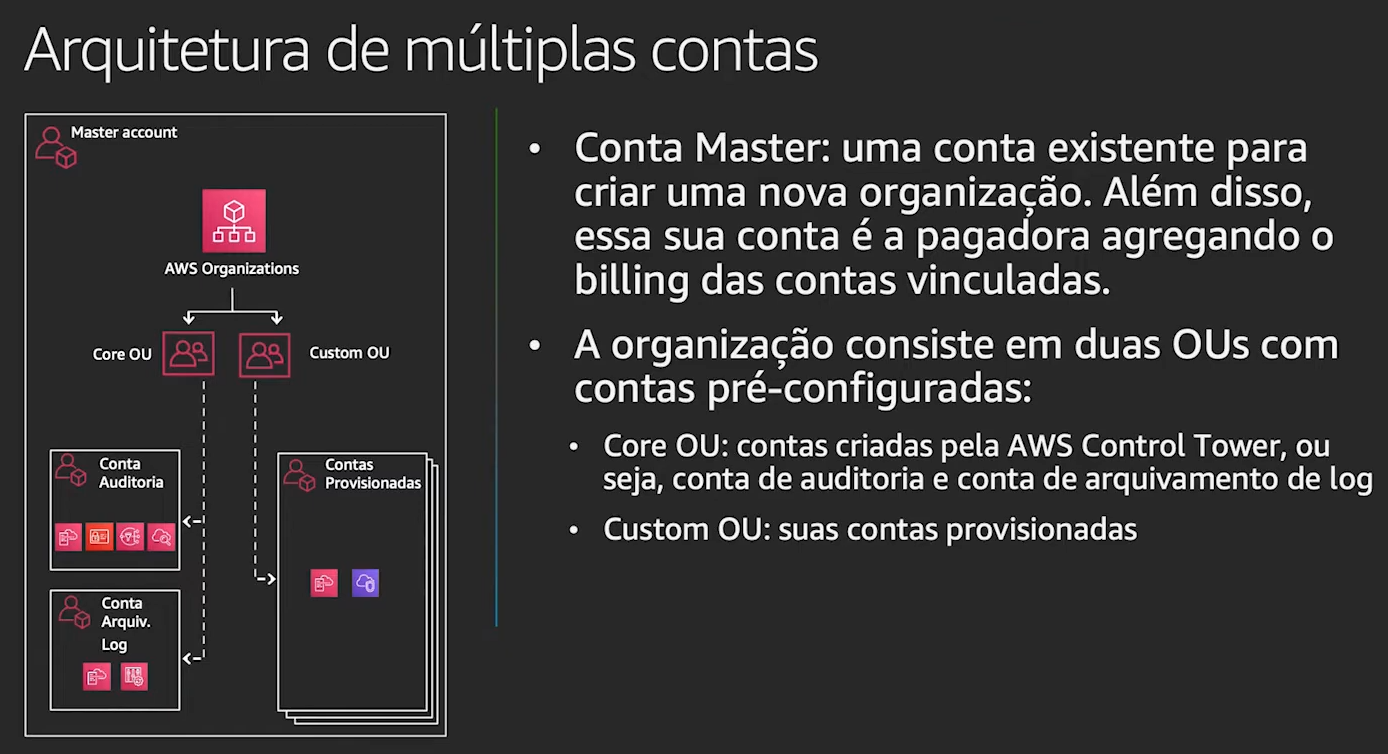 Arquitetura de múltiplas contas
Master account
AWS Organizations
Core OU
Custom OU
Conta
Auditoria
Contas
Provisionadas
Conta
Arquiv.
Log
• Conta Master: uma conta existente para
criar uma nova organização. Além disso,
essa sua conta é a pagadora agregando o
billing das contas vinculadas.
• A organização consiste em duas OUs com
contas pré-configuradas:
• Core OU: contas criadas pela AWS Control Tower, ou
seja, conta de auditoria e conta de arquivamento de log
• Custom OU: suas contas provisionadas